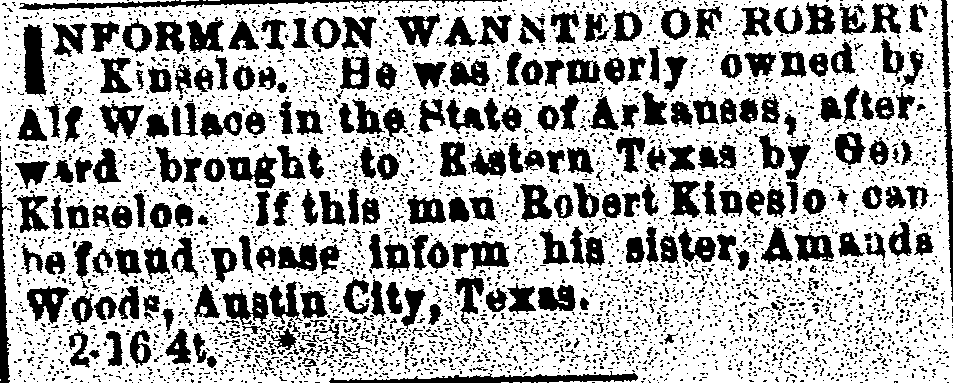 INFORMATION WANNTED OF ROBERT
Kinseloe. He was formerly owned by
Alf Wallace in the State of Arkansas, after-
ward brought to Eastern Texas by Geo
Kinseloe. If this man Robert Kineslo can
be found please inform his sister, Amanda
Woods, Austin City, Texas.
2-16 4t.